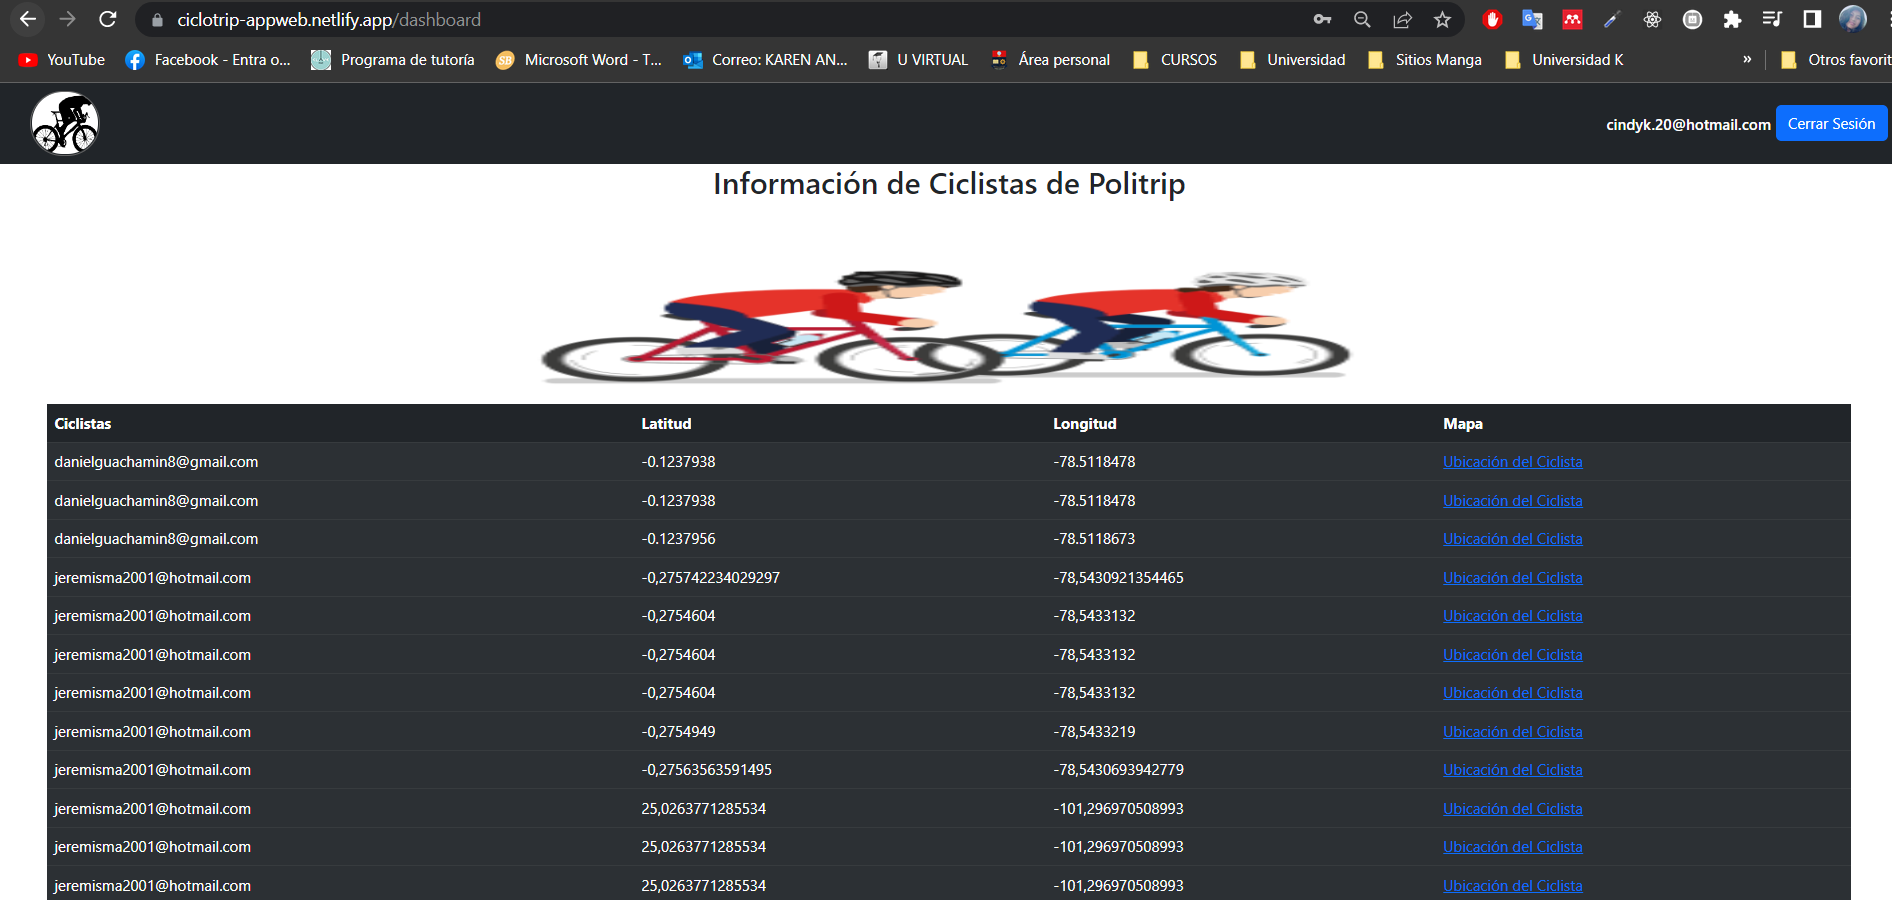 ciclotrip-appweb.netlify.app/dashboard
YouTube Facebook - Entra o... Programa de tutoría SB Microsoft Word - T... Correo: KAREN AN... U VIRTUAL Área personal CURSOS Universidad Sitios Manga Universidad K » Otros favorit
cindyk.20@hotmail.com Cerrar Sesión
Información de Ciclistas de Politrip
Ciclistas Latitud Longitud Mapa
danielguachamin8@gmail.com -0.1237938 -78.5118478 Ubicación del Ciclista
danielguachamin8@gmail.com -0.1237938 -78.5118478 Ubicación del Ciclista
danielguachamin8@gmail.com -0.1237956 -78.5118673 Ubicación del Ciclista
jeremisma2001@hotmail.com -0,275742234029297 -78,5430921354465 Ubicación del Ciclista
jeremisma2001@hotmail.com -0,2754604 -78,5433132 Ubicación del Ciclista
jeremisma2001@hotmail.com -0,2754604 -78,5433132 Ubicación del Ciclista
jeremisma2001@hotmail.com -0,2754604 -78,5433132 Ubicación del Ciclista
jeremisma2001@hotmail.com -0,2754949 -78,5433219 Ubicación del Ciclista
jeremisma2001@hotmail.com -0,27563563591495 -78,5430693942779 Ubicación del Ciclista
jeremisma2001@hotmail.com 25,0263771285534 -101,296970508993 Ubicación del Ciclista
jeremisma2001@hotmail.com 25,0263771285534 -101,296970508993 Ubicación del Ciclista
jeremisma2001@hotmail.com 25,0263771285534 -101,296970508993 Ubicación del Ciclista